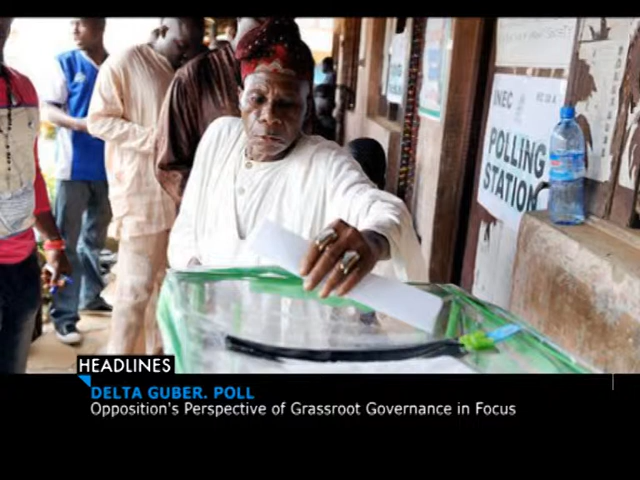 INEC
POLLING
STATION
HEADLINES
DELTA GUBER. POLL
Opposition's Perspective of Grassroot Governance in Focus